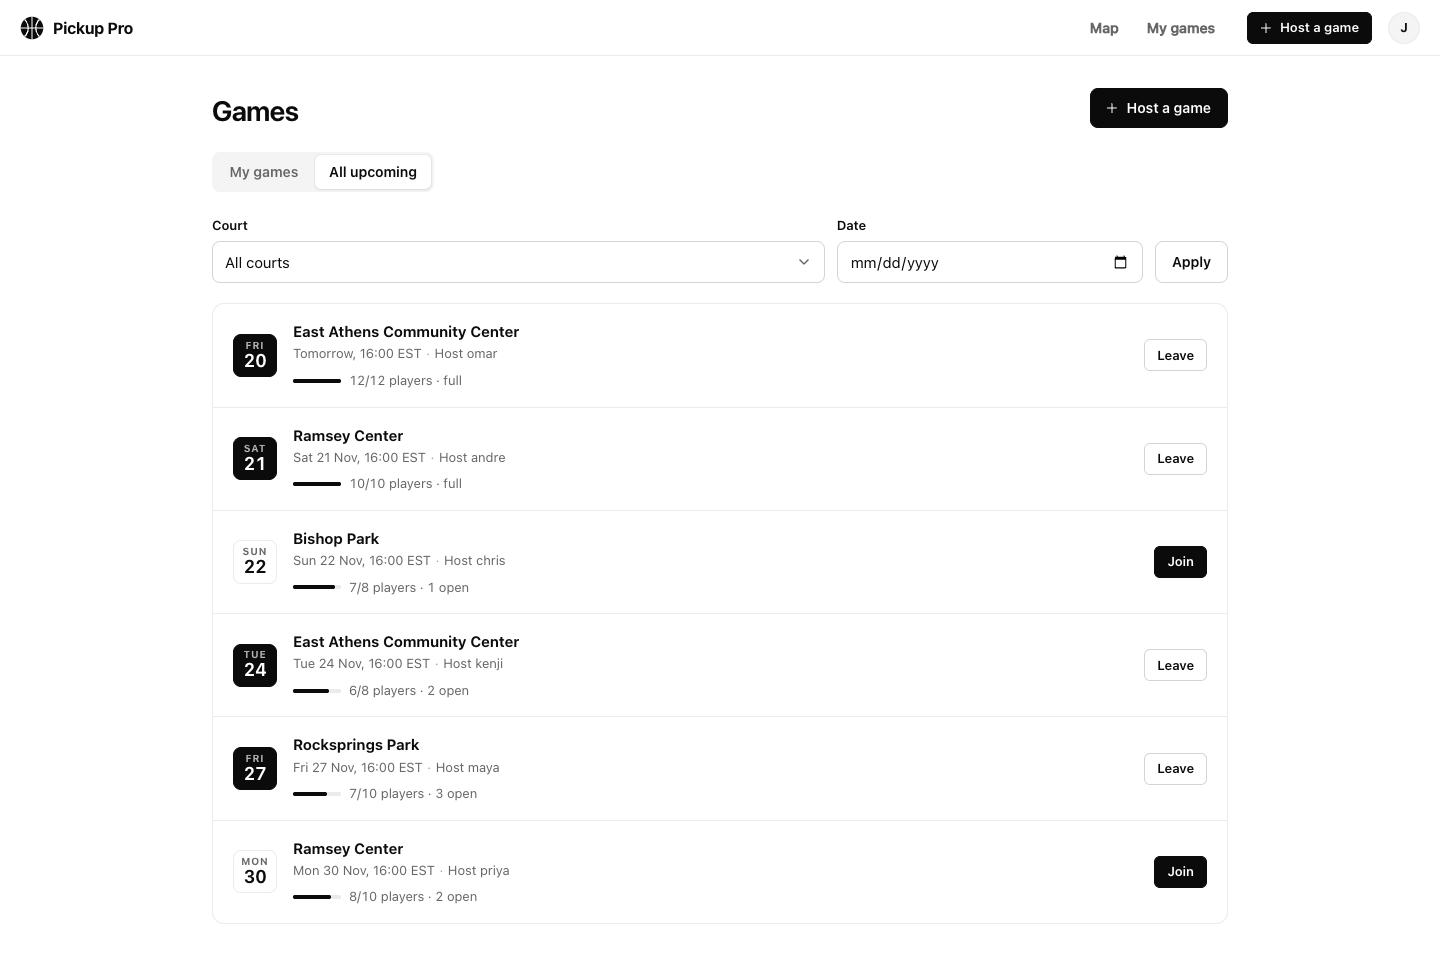 Pickup Pro
Map
My games
Host a game
J
Games
Host a game
My games
All upcoming
Court
Date
All courts
mm/dd/yyyy
Apply
FRI
20
East Athens Community Center
Tomorrow, 16:00 EST · Host omar
12/12 players · full
Leave
SAT
21
Ramsey Center
Sat 21 Nov, 16:00 EST · Host andre
10/10 players · full
Leave
SUN
22
Bishop Park
Sun 22 Nov, 16:00 EST · Host chris
7/8 players · 1 open
Join
TUE
24
East Athens Community Center
Tue 24 Nov, 16:00 EST · Host kenji
6/8 players · 2 open
Leave
FRI
27
Rocksprings Park
Fri 27 Nov, 16:00 EST · Host maya
7/10 players · 3 open
Leave
MON
30
Ramsey Center
Mon 30 Nov, 16:00 EST · Host priya
8/10 players · 2 open
Join